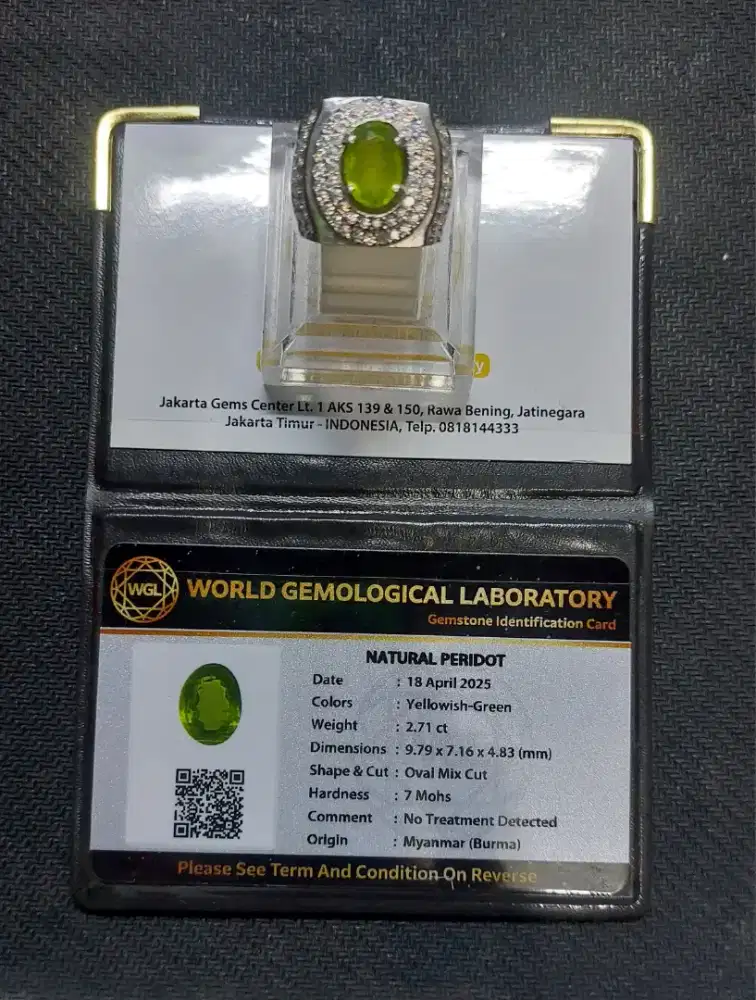 y
Jakarta Gems Center Lt. 1 AKS 139 & 150, Rawa Bening, Jatinegara
Jakarta Timur - INDONESIA, Telp. 0818144333
WGL WORLD GEMOLOGICAL LABORATORY
Gemstone Identification Card
NATURAL PERIDOT
Date : 18 April 2025
Colors : Yellowish-Green
Weight : 2.71 ct
Dimensions : 9.79 x 7.16 x 4.83 (mm)
Shape & Cut : Oval Mix Cut
Hardness : 7 Mohs
Comment : No Treatment Detected
Origin : Myanmar (Burma)
Please See Term And Condition On Reverse